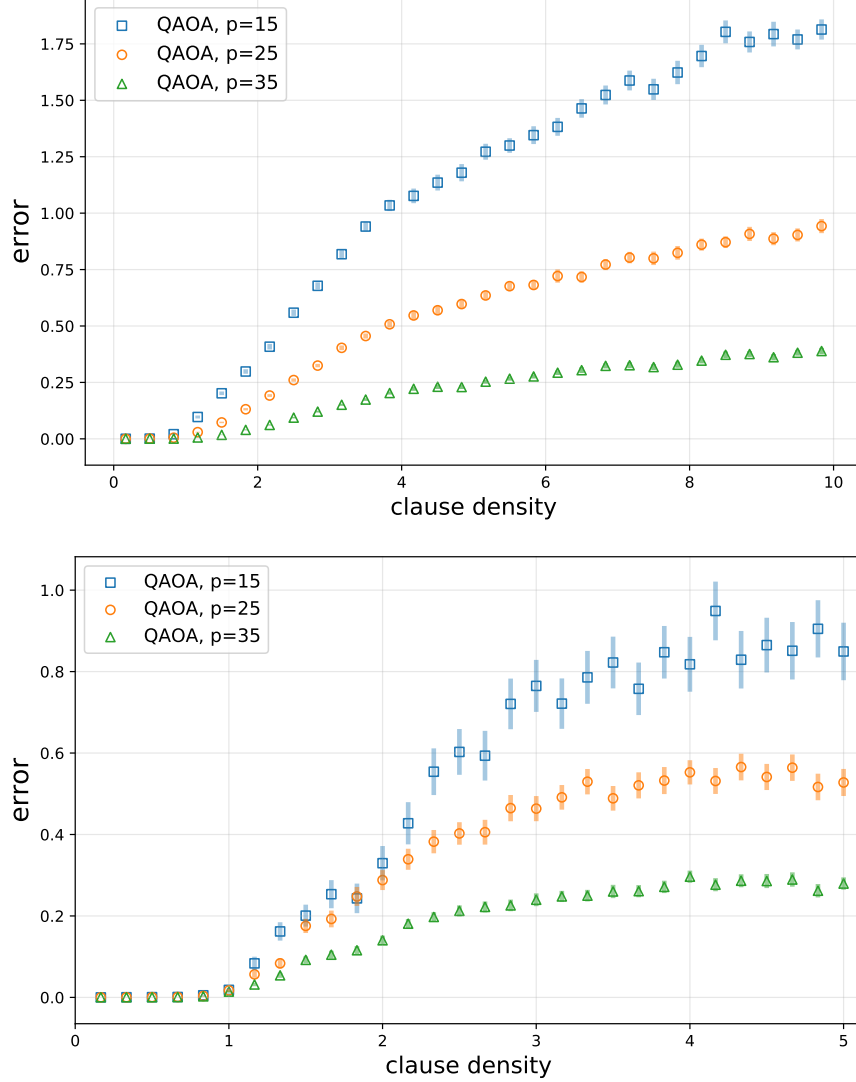 QAOA, p=15
QAOA, p=25
QAOA, p=35
1.75
1.50
1.25
1.00
0.75
0.50
0.25
0.00
error
0 2 4 6 8 10
clause density
QAOA, p=15
QAOA, p=25
QAOA, p=35
1.0
0.8
0.6
0.4
0.2
0.0
error
0 1 2 3 4 5
clause density